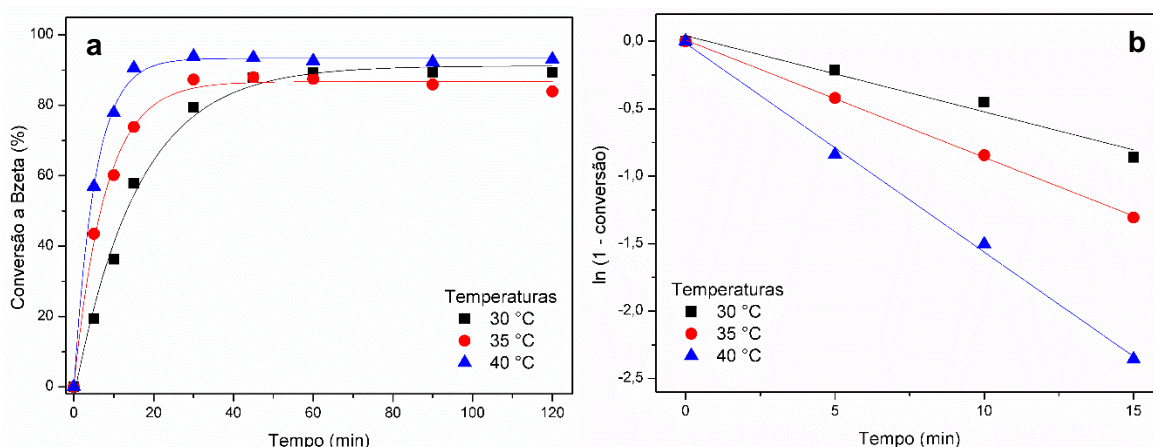 a
Conversão a Bzeta (%)
100
80
60
40
20
0
Temperaturas
30 °C
35 °C
40 °C
0
20
40
60
80
100
120
Tempo (min)
b
ln (1 - conversão)
0,0
-0,5
-1,0
-1,5
-2,0
-2,5
Temperaturas
30 °C
35 °C
40 °C
0
5
10
15
Tempo (min)